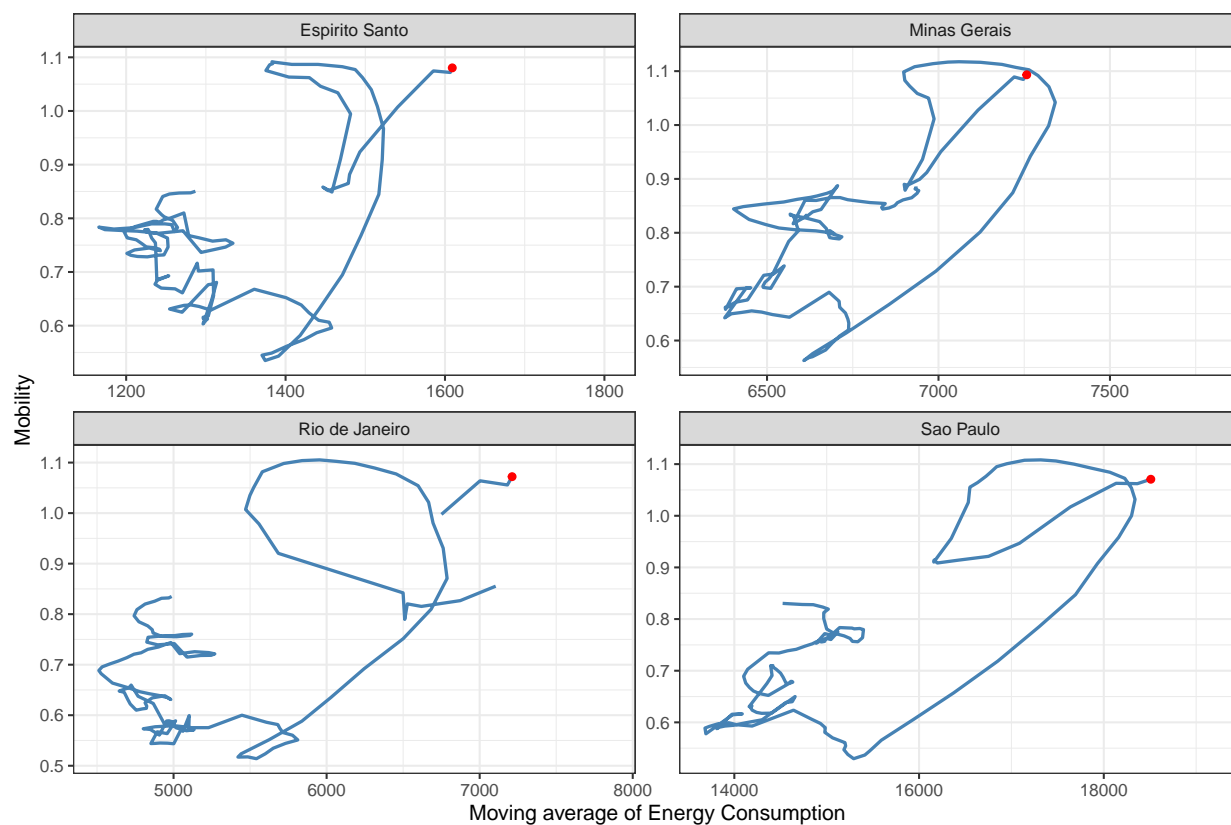 Espirito Santo
Minas Gerais
1.1
1.0
0.9
0.8
0.7
0.6
1200 1400 1600 1800
1.1
1.0
0.9
0.8
0.7
0.6
6500 7000 7500
Mobility
Rio de Janeiro
Sao Paulo
1.1
1.0
0.9
0.8
0.7
0.6
0.5
5000 6000 7000 8000
1.1
1.0
0.9
0.8
0.7
0.6
14000 16000 18000
Moving average of Energy Consumption